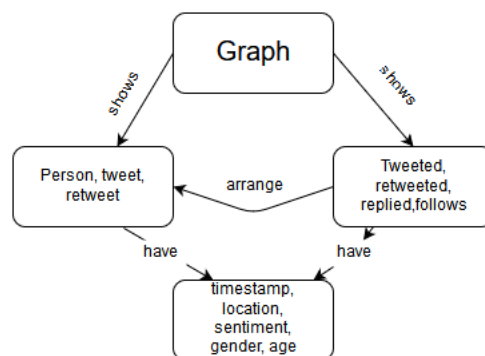 Graph
shows
shows
Person, tweet,
retweet
arrange
Tweeted,
retweeted,
replied,follows
have
have
timestamp,
location,
sentiment,
gender, age